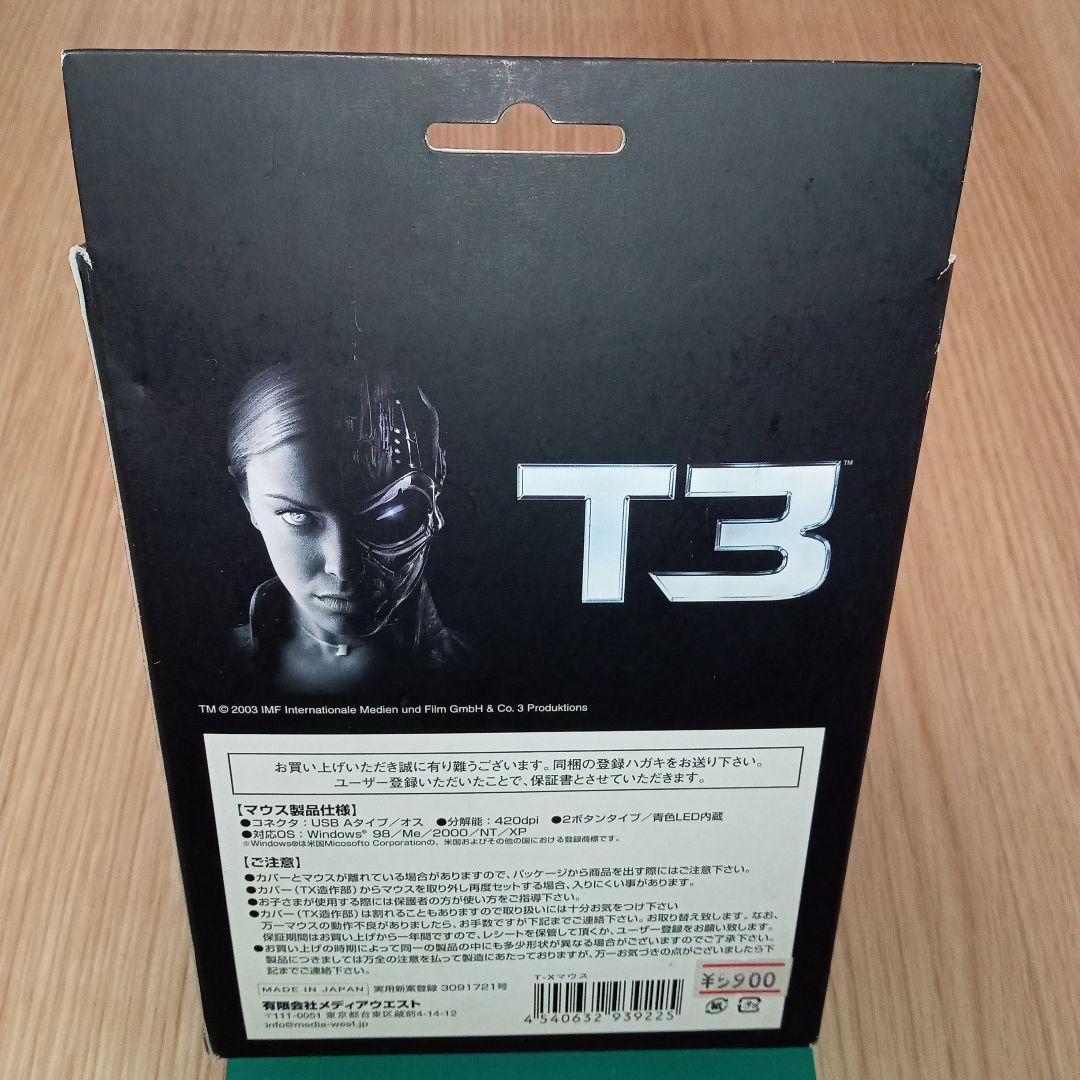 T3™
TM © 2003 IMF Internationale Medien und Film GmbH & Co. 3 Produktions
お買い上げいただき誠に有り難うございます。同梱の登録ハガキをお送り下さい。
ユーザー登録いただいたことで、保証書とさせていただきます。
【マウス製品仕様】
●コネクタ：USB Aタイプ／オス ●分解能：420dpi ●2ボタンタイプ／青色LED内蔵
●対応OS：Windows® 98／Me／2000／NT／XP
※Windows®は米国Micosofto Corporationの、米国およびその他の国における登録商標です。
【ご注意】
●カバーとマウスが離れている場合がありますので、パッケージから商品を出す際にはご注意下さい。
●カバー（TX造作部）からマウスを取り外し再度セットする場合、入りにくい事があります。
●お子さまが使用する際には保護者の方が使い方をご指導下さい。
●カバー（TX造作部）は割れることもありますので取り扱いには十分お気をつけ下さい
万一マウスの動作不良がありましたら、お手数ですが下記までご連絡下さい。お取り替え致します。なお、
保証期間はお買い上げから一年間ですので、レシートを保管して頂くか、ユーザー登録をお願い致します。
●お買い上げの時期によって同一の製品の中にも多少形状が異なる場合がございますのでご了承下さい。
製品につきましては万全の注意を払って製造にあたっておりますが、万一お気づきの点がございましたら下
記までご連絡下さい。
MADE IN JAPAN 実用新案登録 3091721号
有限会社メディアウエスト
〒111-0051 東京都台東区蔵前4-14-12
info@media-west.jp
T-Xマウス
4 540632 939225
¥5900